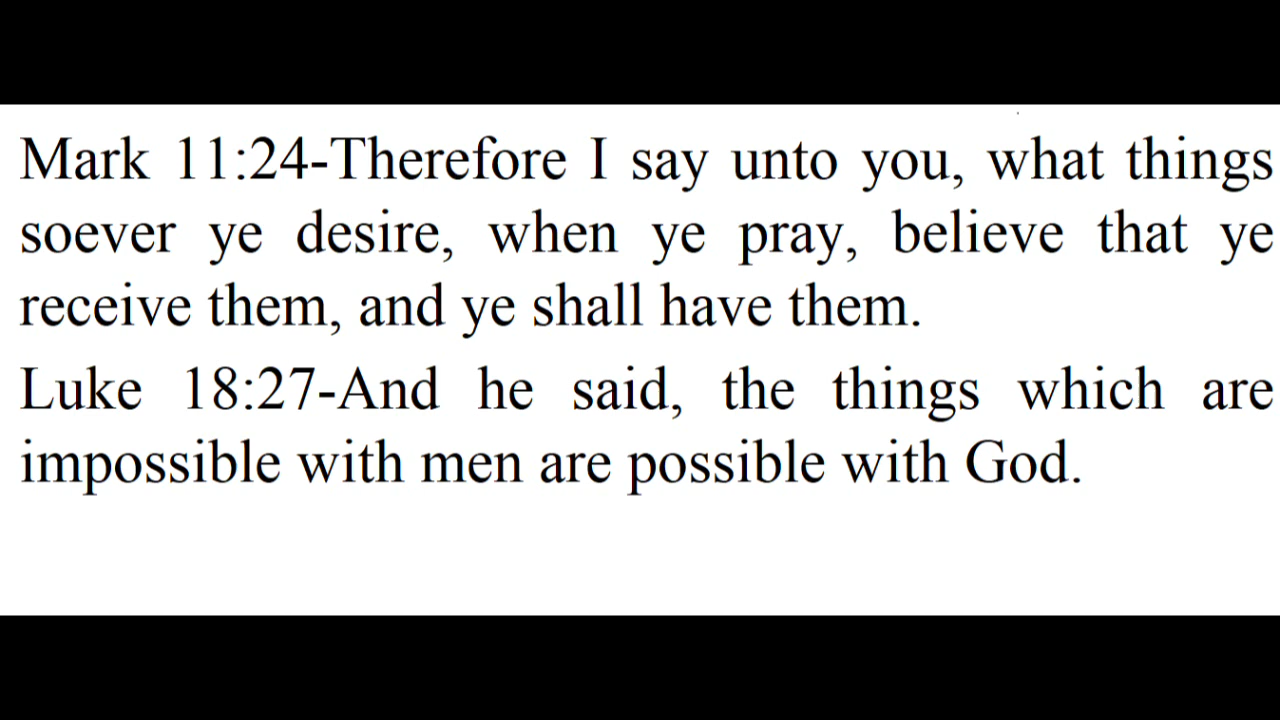 Mark 11:24-Therefore I say unto you, what things
soever ye desire, when ye pray, believe that ye
receive them, and ye shall have them.
Luke 18:27-And he said, the things which are
impossible with men are possible with God.